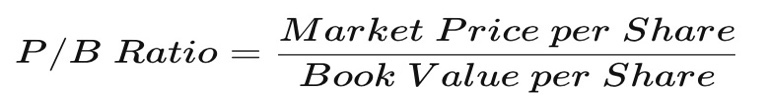 P/B Ratio = Market Price per Share
Book Value per Share